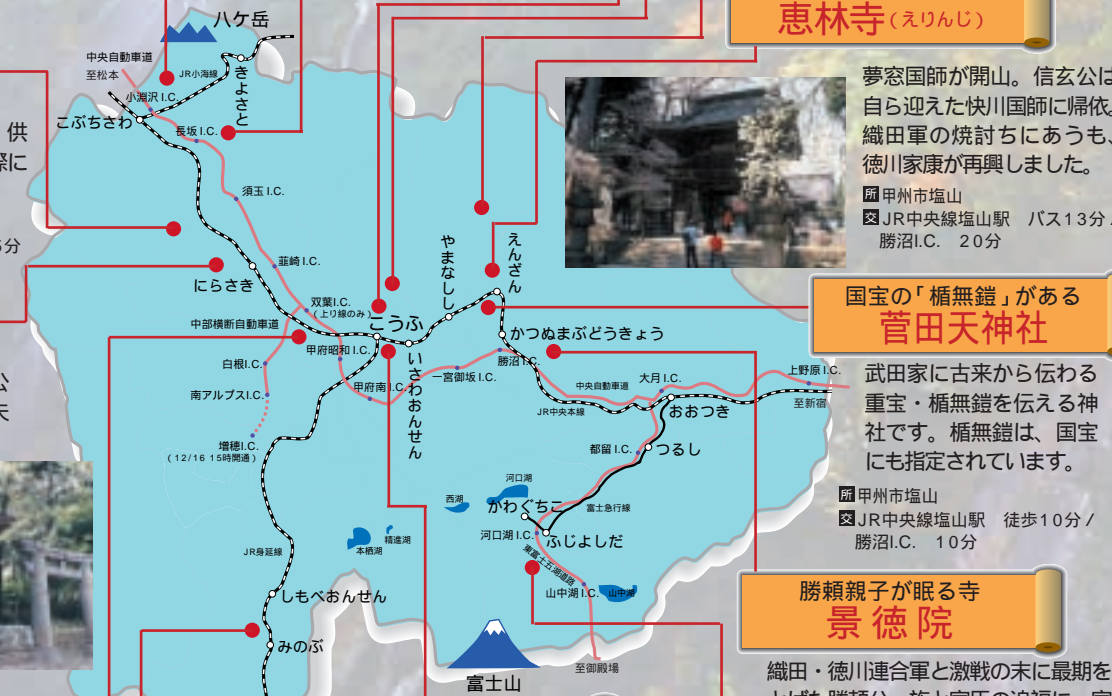 恵林寺(えりんじ)
夢窓国師が開山。信玄公は
自ら迎えた快川国師に帰依。
織田軍の焼討ちにあうも、
徳川家康が再興しました。
所 甲州市塩山
交 JR中央線塩山駅 バス13分/
勝沼I.C. 20分
国宝の「楯無鎧」がある
菅田天神社
武田家に古来から伝わる
重宝・楯無鎧を伝える神
社です。楯無鎧は、国宝
にも指定されています。
所 甲州市塩山
交 JR中央線塩山駅 徒歩10分/
勝沼I.C. 10分
勝頼親子が眠る寺
景徳院
織田・徳川連合軍と激戦の末に最期を
八ケ岳
中央自動車道
至松本
JR小海線
きよさと
小淵沢 I.C.
こぶちさわ
長坂 I.C.
須玉 I.C.
韮崎 I.C.
にらさき
双葉I.C.
(上り線のみ)
中部横断自動車道
こうふ
やまなしし
えんざん
かつぬまぶどうきょう
甲府昭和 I.C.
白根I.C.
勝沼 I.C.
一宮御坂 I.C.
いさわおんせん
甲府南 I.C.
南アルプスI.C.
増穂I.C.
(12/16 15時開通)
中央自動車道
大月 I.C.
上野原 I.C.
至新宿
JR中央本線
おおつき
都留 I.C.
つるし
河口湖
西湖
かわぐちこ
富士急行線
河口湖 I.C.
ふじよしだ
東富士五湖道路
精進湖
本栖湖
山中湖 I.C.
山中湖
JR身延線
しもべおんせん
みのぶ
至御殿場
富士山
供
際に
分
公
天